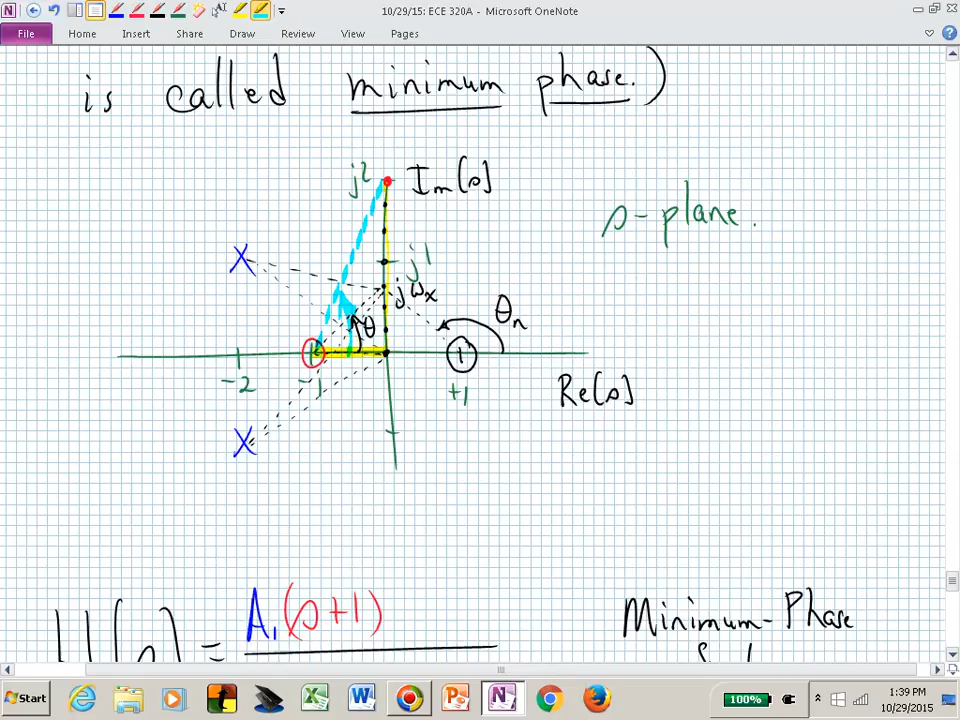 10/29/15: ECE 320A - Microsoft OneNote
File Home Insert Share Draw Review View Pages
is called minimum phase.)
j2 Im[s]
s-plane.
j1
jωx
θ θn
-2 -1 +1
Re[s]
H(s) = A1(s+1)
Minimum-Phase
Start
100%
1:39 PM
10/29/2015